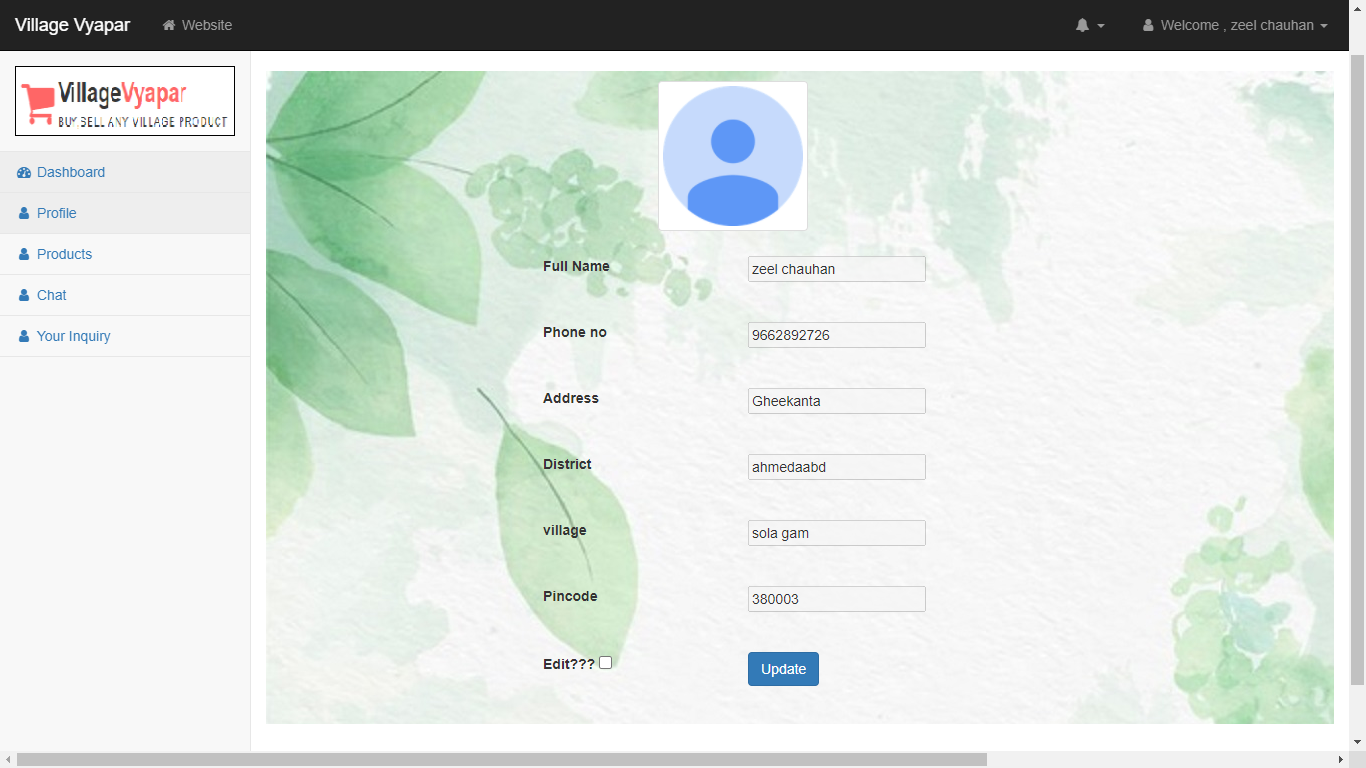 Village Vyapar Website Welcome , zeel chauhan
VillageVyapar
BUY SELL ANY VILLAGE PRODUCT
Dashboard
Profile
Products
Chat
Your Inquiry
Full Name zeel chauhan
Phone no 9662892726
Address Gheekanta
District ahmedaabd
village sola gam
Pincode 380003
Edit??? Update